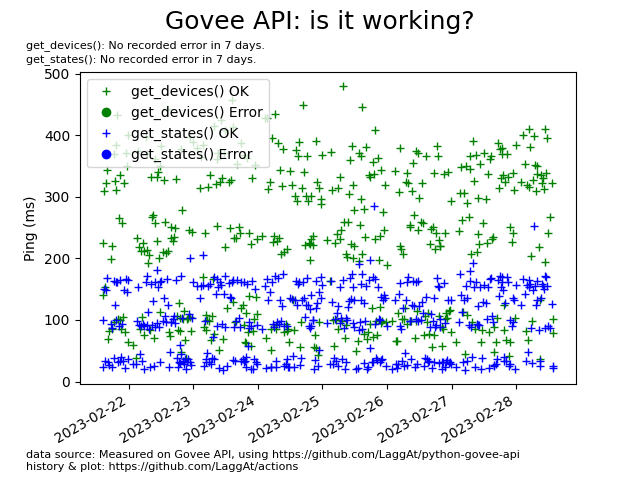 Govee API: is it working?
get_devices(): No recorded error in 7 days.
get_states(): No recorded error in 7 days.
500
400
300
200
100
0
Ping (ms)
get_devices() OK
get_devices() Error
get_states() OK
get_states() Error
2023-02-22
2023-02-23
2023-02-24
2023-02-25
2023-02-26
2023-02-27
2023-02-28
data source: Measured on Govee API, using https://github.com/LaggAt/python-govee-api
history & plot: https://github.com/LaggAt/actions